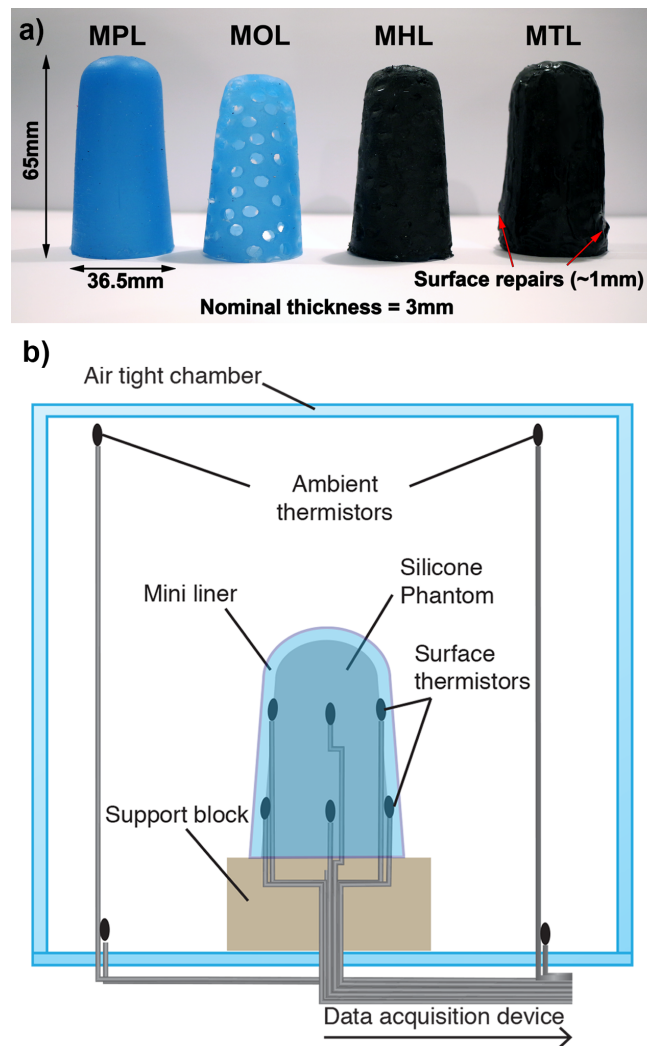 a)
MPL MOL MHL MTL
65mm
36.5mm
Surface repairs (~1mm)
Nominal thickness = 3mm
b)
Air tight chamber
Ambient
thermistors
Mini liner
Silicone
Phantom
Surface
thermistors
Support block
Data acquisition device